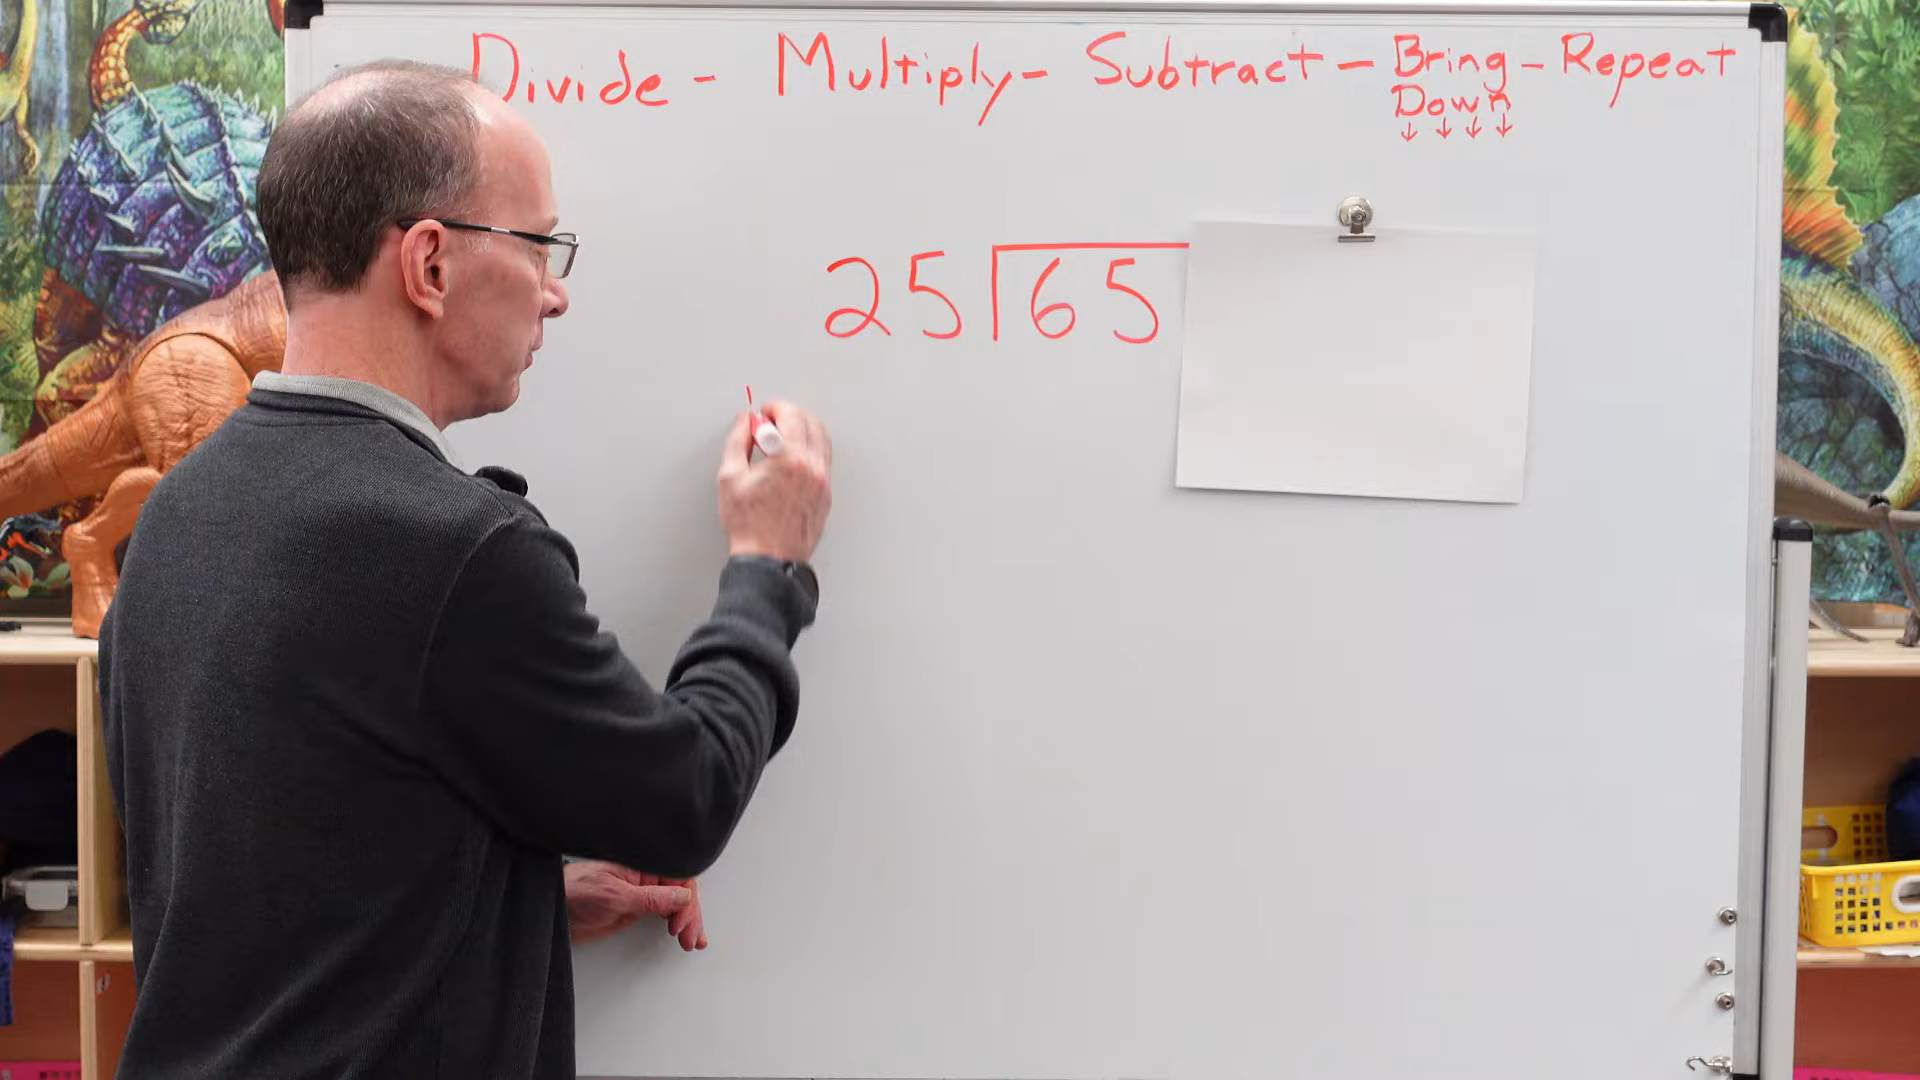 Divide - Multiply - Subtract - Bring Down - Repeat
↓ ↓ ↓ ↓
25 65